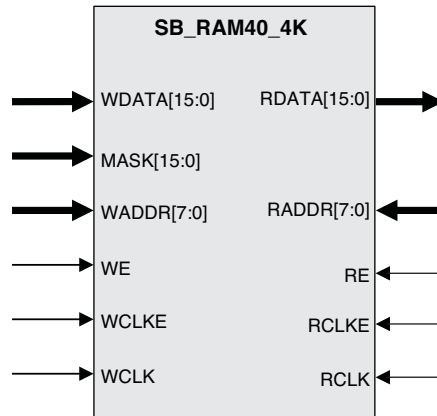 SB_RAM40_4K
WDATA[15:0] RDATA[15:0]
MASK[15:0]
WADDR[7:0] RADDR[7:0]
WE RE
WCLKE RCLKE
WCLK RCLK